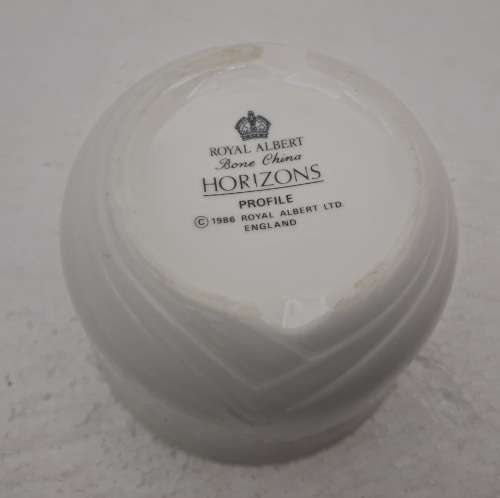 ROYAL ALBERT
Bone China
HORIZONS
PROFILE
© 1986 ROYAL ALBERT LTD.
ENGLAND